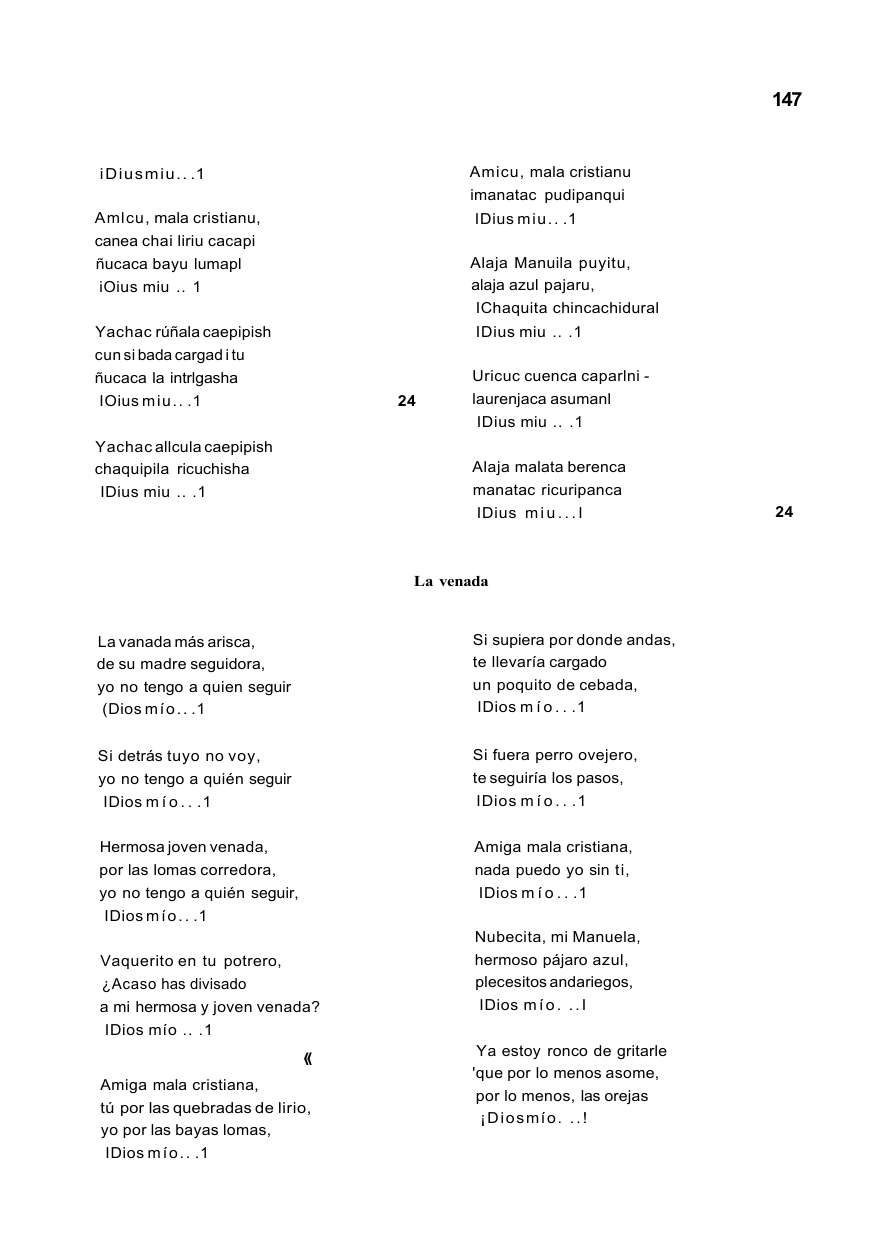 147
iDiusmiu...1
Amlcu, mala cristianu,
canea chai liriu cacapi
ñucaca bayu lumapl
iOius miu .. 1
Yachac rúñala caepipish
cun si bada cargad i tu
ñucaca la intrlgasha
IOius miu...1
24
Yachac allcula caepipish
chaquipila ricuchisha
IDius miu .. .1
Amicu, mala cristianu
imanatac pudipanqui
IDius miu...1
Alaja Manuila puyitu,
alaja azul pajaru,
IChaquita chincachidural
IDius miu .. .1
Uricuc cuenca caparlni -
laurenjaca asumanl
IDius miu .. .1
Alaja malata berenca
manatac ricuripanca
IDius miu...I
24
La venada
La vanada más arisca,
de su madre seguidora,
yo no tengo a quien seguir
(Dios mío...1
Si detrás tuyo no voy,
yo no tengo a quién seguir
IDios mío...1
Hermosa joven venada,
por las lomas corredora,
yo no tengo a quién seguir,
IDios mío...1
Vaquerito en tu potrero,
¿Acaso has divisado
a mi hermosa y joven venada?
IDios mío .. .1
⟪
Amiga mala cristiana,
tú por las quebradas de lirio,
yo por las bayas lomas,
IDios mío...1
Si supiera por donde andas,
te llevaría cargado
un poquito de cebada,
IDios mío...1
Si fuera perro ovejero,
te seguiría los pasos,
IDios mío...1
Amiga mala cristiana,
nada puedo yo sin ti,
IDios mío...1
Nubecita, mi Manuela,
hermoso pájaro azul,
plecesitos andariegos,
IDios mío. ..I
Ya estoy ronco de gritarle
'que por lo menos asome,
por lo menos, las orejas
¡Diosmío. ..!